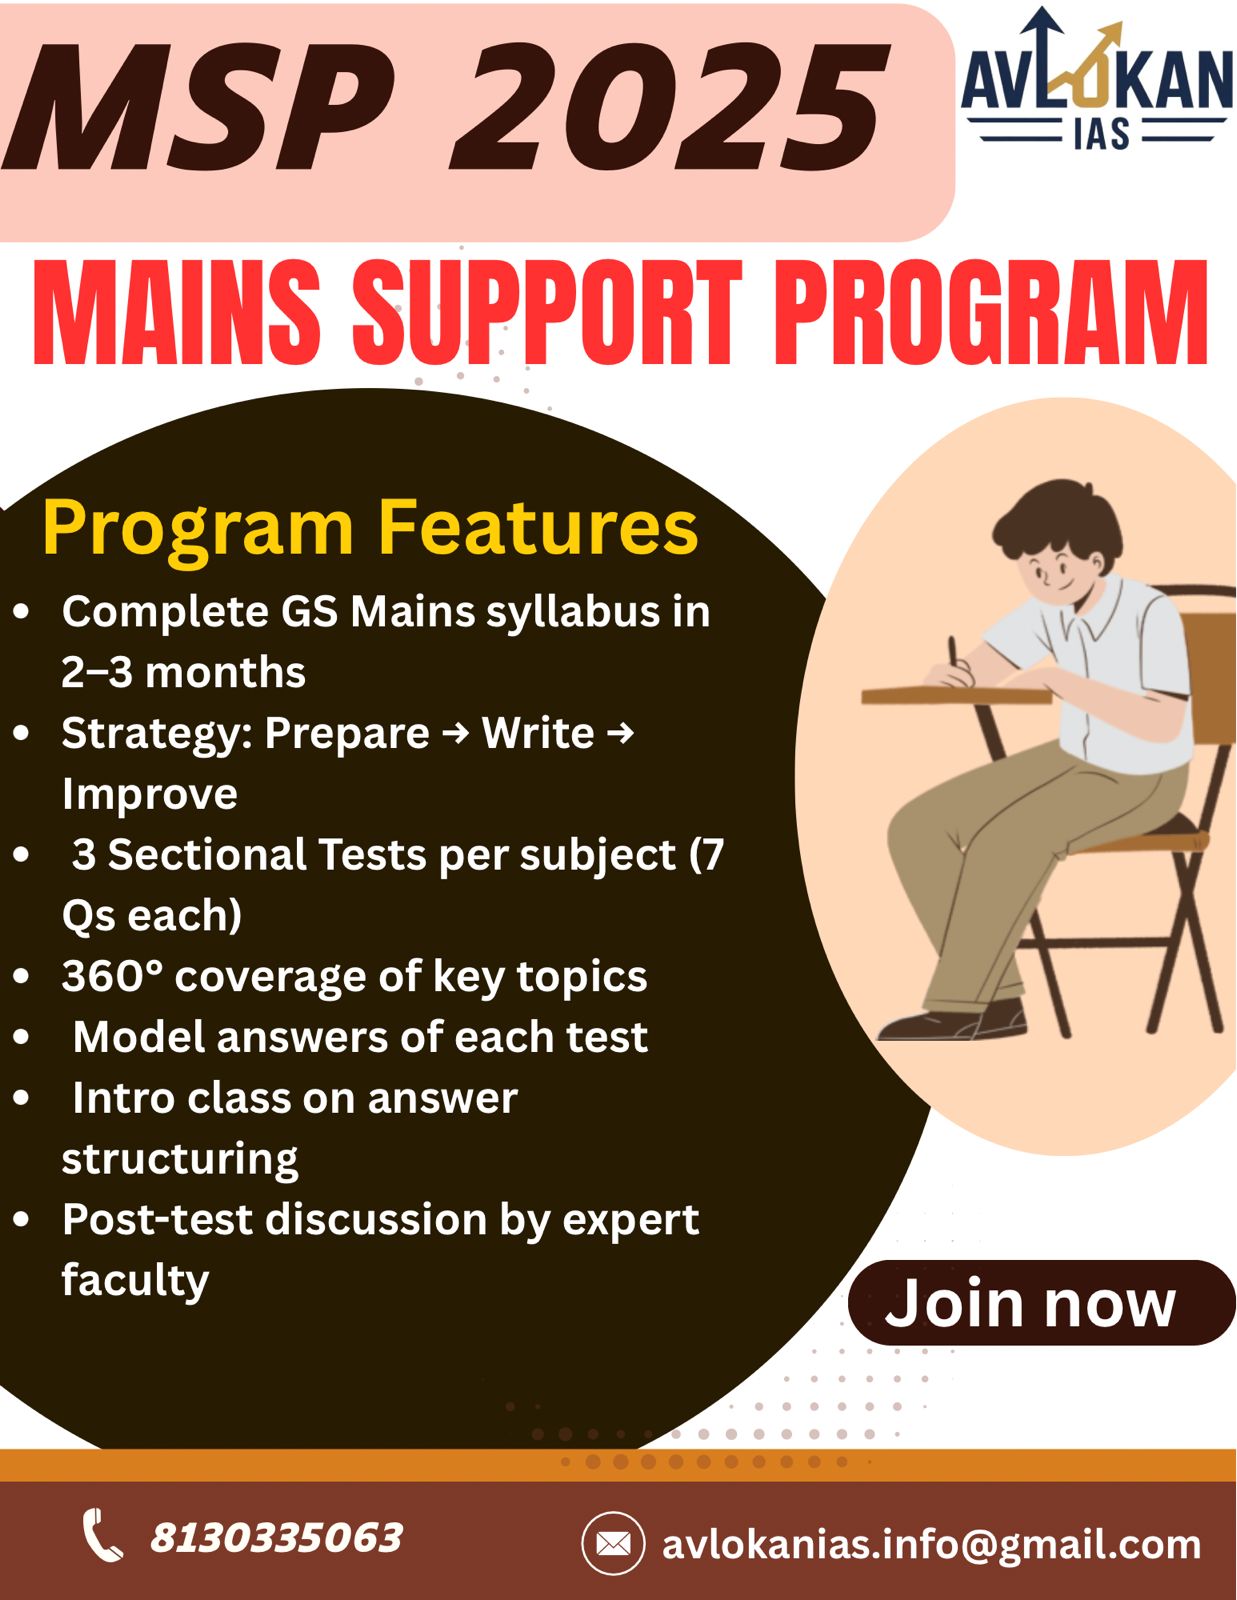 MSP 2025
AVLOKAN
IAS
MAINS SUPPORT PROGRAM
Program Features
• Complete GS Mains syllabus in
2–3 months
• Strategy: Prepare → Write →
Improve
• 3 Sectional Tests per subject (7
Qs each)
• 360° coverage of key topics
• Model answers of each test
• Intro class on answer
structuring
• Post-test discussion by expert
faculty
Join now
8130335063
avlokanias.info@gmail.com